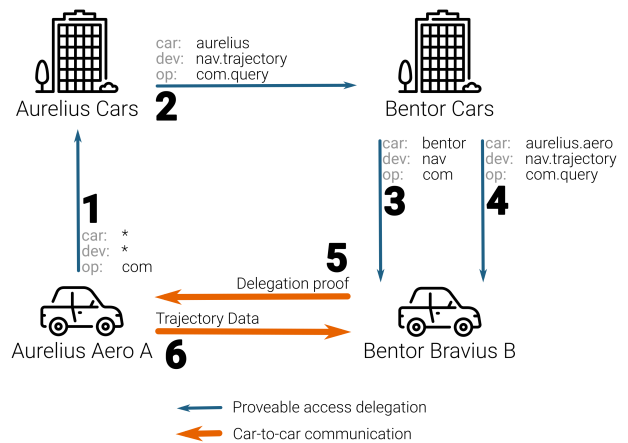 car: aurelius
dev: nav.trajectory
op: com.query
2
Aurelius Cars
Bentor Cars
1
car: *
dev: *
op: com
car: bentor
dev: nav
op: com
3
car: aurelius.aero
dev: nav.trajectory
op: com.query
4
5
Delegation proof
Trajectory Data
6
Aurelius Aero A
Bentor Bravius B
Proveable access delegation
Car-to-car communication